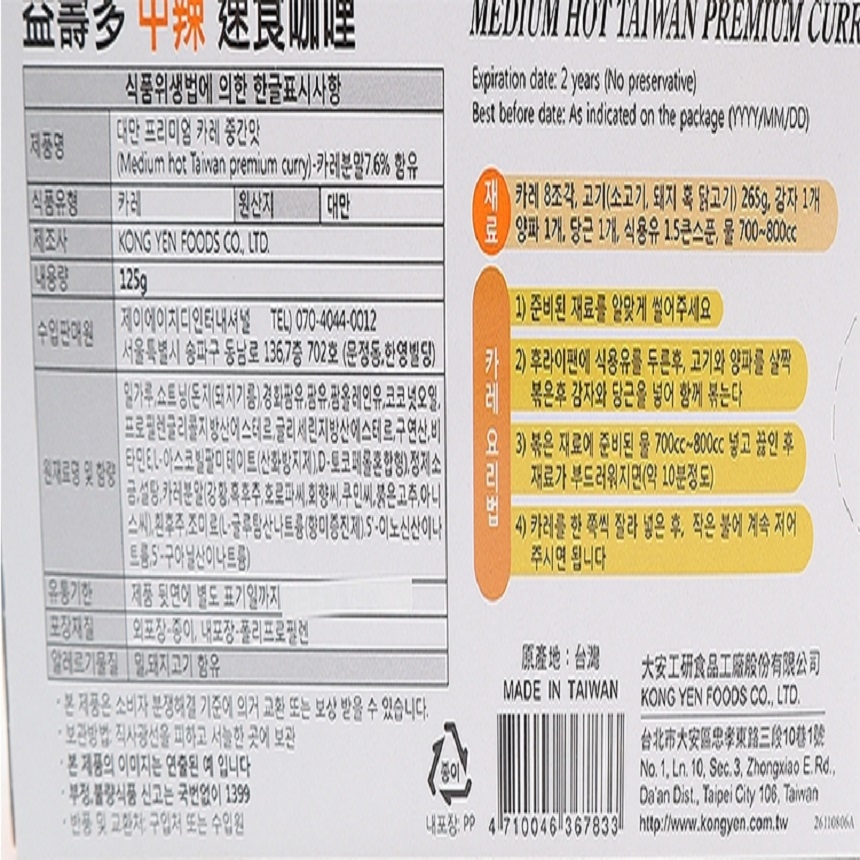 益壽多 中辣 速食咖哩
MEDIUM HOT TAIWAN PREMIUM CURR
식품위생법에 의한 한글표시사항
제품명
대만 프리미엄 카레 중간맛
(Medium hot Taiwan premium curry)-카레분말7.6% 함유
식품유형 카레 원산지 대만
제조사 KONG YEN FOODS CO., LTD.
내용량 125g
수입판매원
제이에이치디인터내셔널 TEL) 070-4044-0012
서울특별시 송파구 동남로 136,7층 702호 (문정동,한영빌딩)
원재료명 및 함량
밀가루,쇼트닝(돈지(돼지기름),경화팜유,팜유,팜올레인유,코코넛오일,
프로필렌글리콜지방산에스테르,글리세린지방산에스테르,구연산,비
타민E,L-아스코빌팔미테이트(산화방지제),D-토코페롤혼합형),정제소
금,설탕,카레분말(강황,흑후추,호로파씨,회향씨,쿠민씨,붉은고추,아니
스씨),흰후추,조미료(L-글루탐산나트륨(향미증진제),5'-이노신산이나
트륨,5'-구아닐산이나트륨)
유통기한 제품 뒷면에 별도 표기일까지
포장재질 외포장-종이, 내포장-폴리프로필렌
알레르기물질 밀,돼지고기 함유
· 본 제품은 소비자 분쟁해결 기준에 의거 교환 또는 보상 받을 수 있습니다.
· 보관방법: 직사광선을 피하고 서늘한 곳에 보관
· 본 제품의 이미지는 연출된 예 입니다
· 부정,불량식품 신고는 국번없이 1399
· 반품 및 교환처: 구입처 또는 수입원
종이
내포장: PP
Expiration date: 2 years (No preservative)
Best before date: As indicated on the package (YYYY/MM/DD)
재료
카레 8조각, 고기(소고기, 돼지 혹 닭고기) 265g, 감자 1개
양파 1개, 당근 1개, 식용유 1.5큰스푼, 물 700~800cc
카레 요리법
1) 준비된 재료를 알맞게 썰어주세요
2) 후라이팬에 식용유를 두른후, 고기와 양파를 살짝
볶은후 감자와 당근을 넣어 함께 볶는다
3) 볶은 재료에 준비된 물 700cc~800cc 넣고 끓인 후
재료가 부드러워지면(약 10분정도)
4) 카레를 한 쪽씩 잘라 넣은 후, 작은 불에 계속 저어
주시면 됩니다
原產地：台灣
MADE IN TAIWAN
4 710046 367833
大安工研食品工廠股份有限公司
KONG YEN FOODS CO., LTD.
台北市大安區忠孝東路三段10巷1號
No. 1, Ln. 10, Sec. 3, Zhongxiao E. Rd.,
Da'an Dist., Taipei City 106, Taiwan
http://www.kongyen.com.tw
26110806A